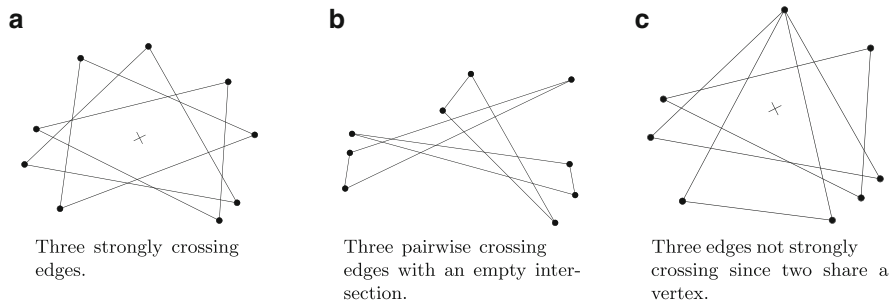 a
b
c
Three strongly crossing
edges.
Three pairwise crossing
edges with an empty inter-
section.
Three edges not strongly
crossing since two share a
vertex.